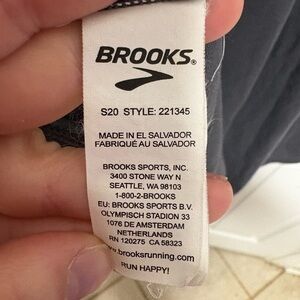 BROOKS®
S20 STYLE: 221345
MADE IN EL SALVADOR
FABRIQUÉ AU SALVADOR
BROOKS SPORTS, INC.
3400 STONE WAY N
SEATTLE, WA 98103
1-800-2-BROOKS
EU: BROOKS SPORTS B.V.
OLYMPISCH STADION 33
1076 DE AMSTERDAM
NETHERLANDS
RN 120275 CA 58323
www.brooksrunning.com
RUN HAPPY!